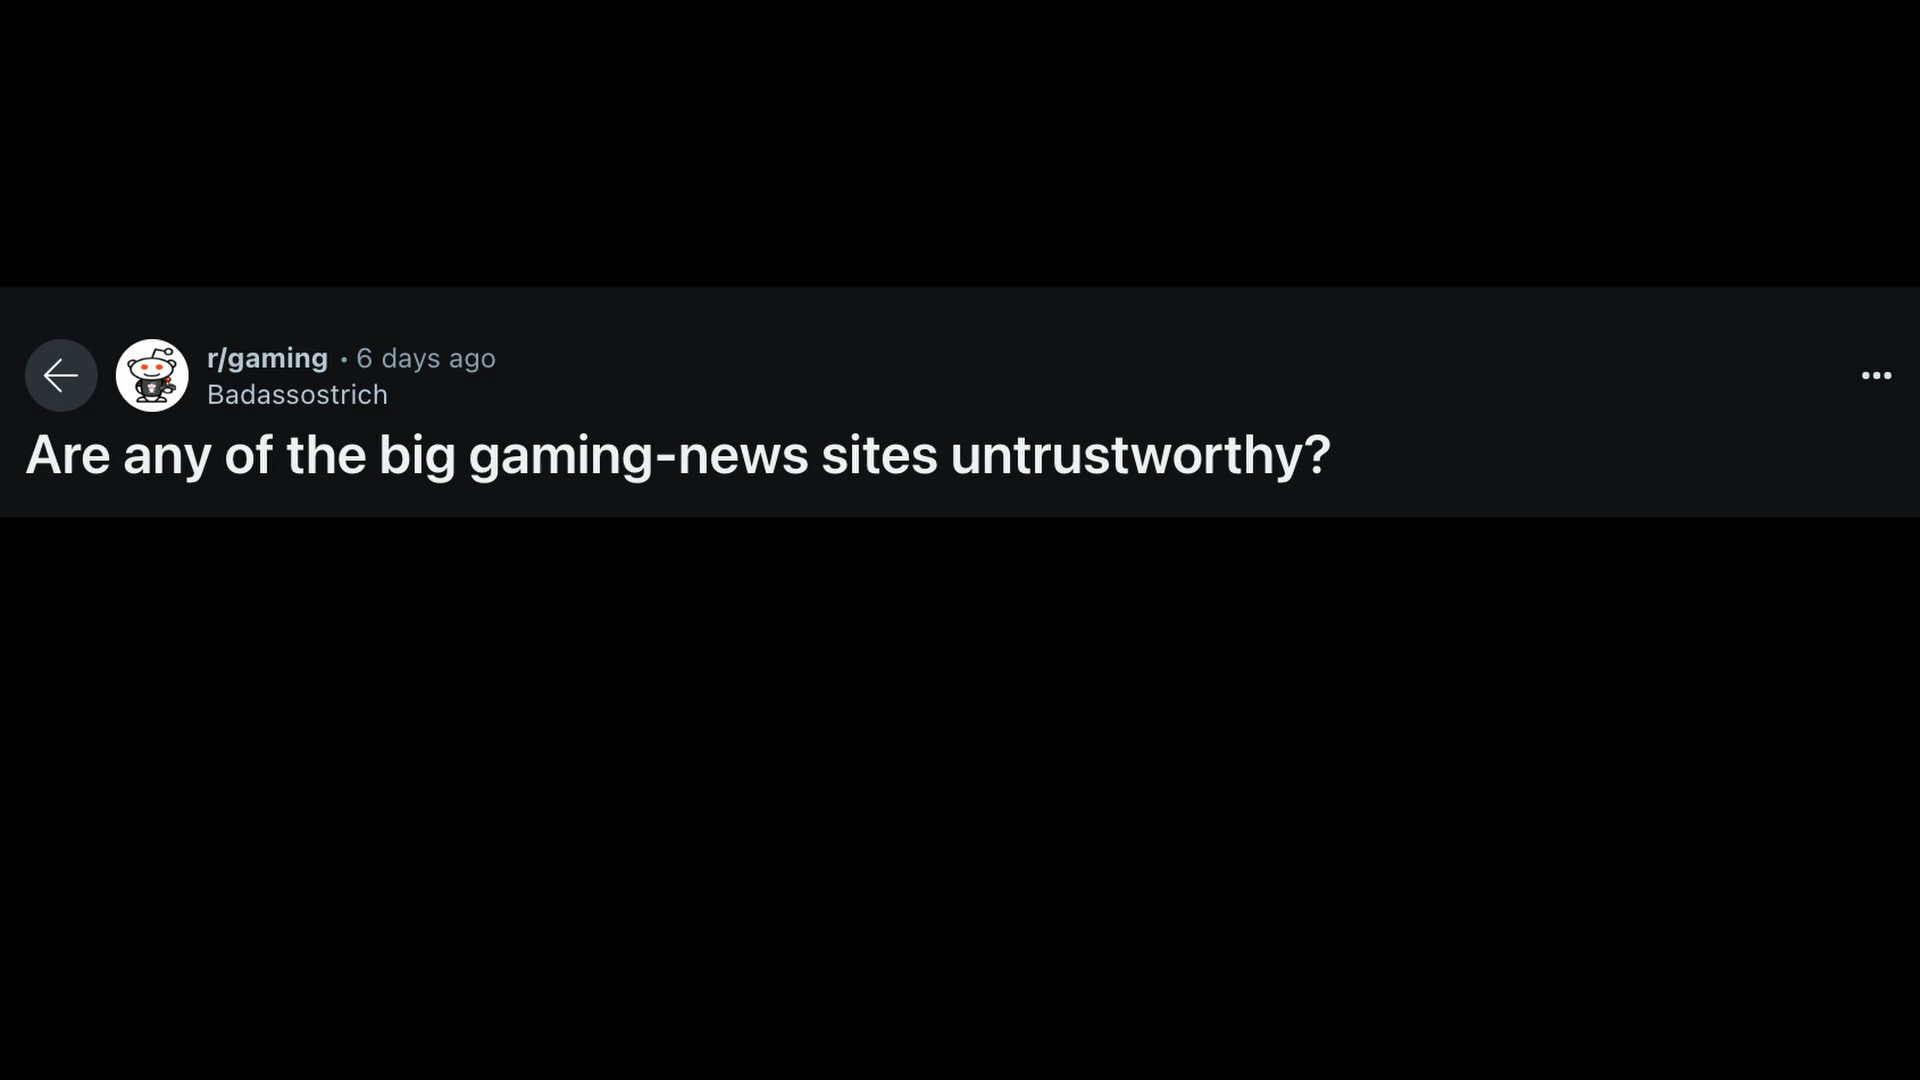 r/gaming • 6 days ago
Badassostrich
Are any of the big gaming-news sites untrustworthy?